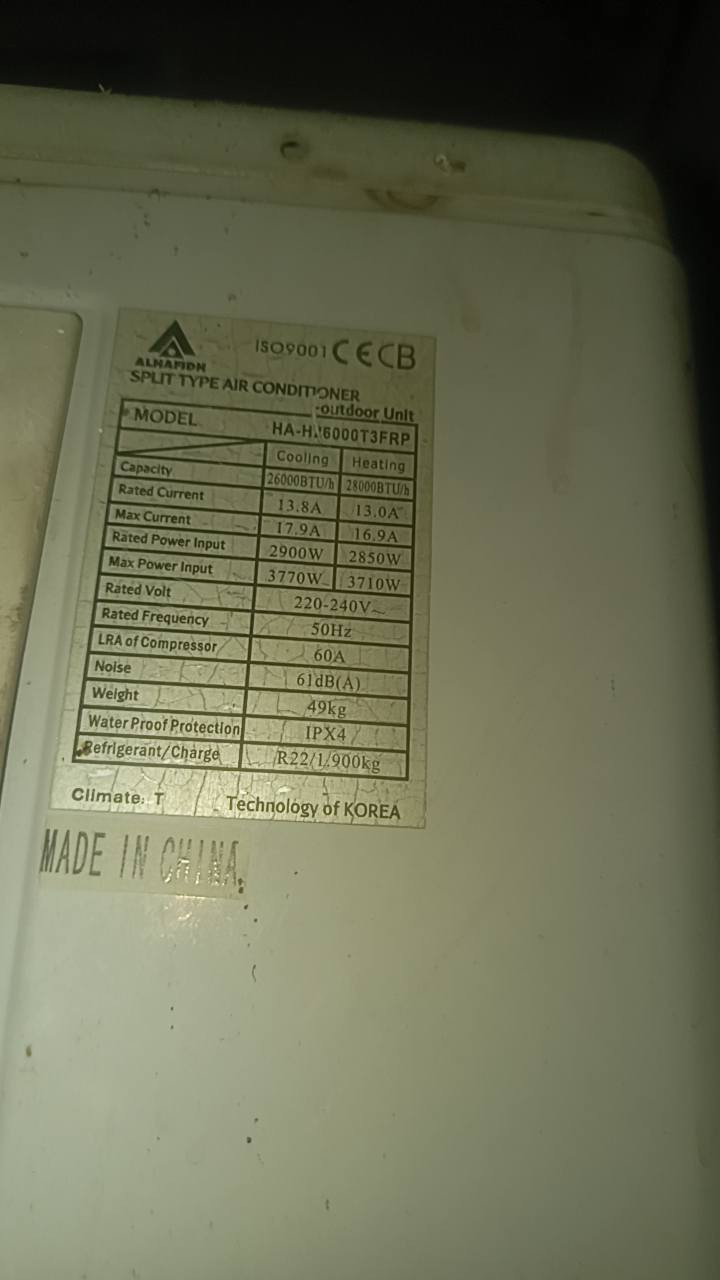 ISO9001 CE CB
ALHAFIDH
SPLIT TYPE AIR CONDITIONER
outdoor Unit
MODEL
Cooling Heating
Capacity 26000BTU/h 28000BTU/h
Rated Current 13.8A 13.0A
Max Current 17.9A 16.9A
Rated Power Input 2900W 2850W
Max Power Input 3770W 3710W
Rated Volt 220-240V~
Rated Frequency 50Hz
LRA of Compressor 60A
Noise 61dB(A)
Weight 49kg
Water Proof Protection IPX4
Refrigerant/Charge R22/1.900kg
Climate: T Technology of KOREA
MADE IN CHINA